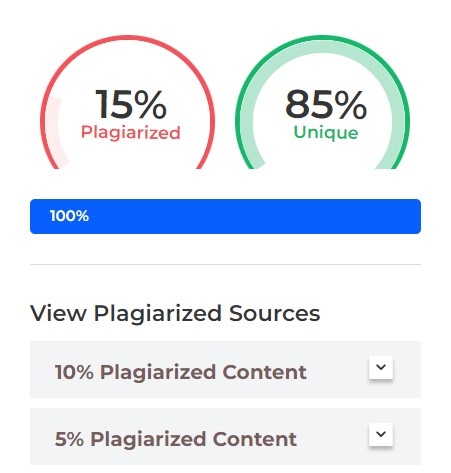 15%
Plagiarized
85%
Unique
100%
View Plagiarized Sources
10% Plagiarized Content
5% Plagiarized Content